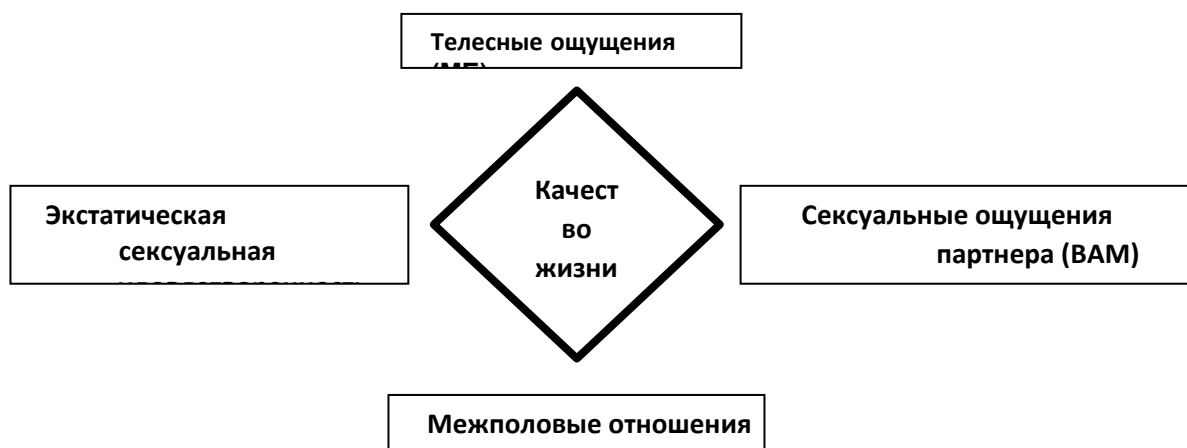 Телесные ощущения
Качест
во
жизни
Экстатическая
сексуальная
Сексуальные ощущения
партнера (ВАМ)
Межполовые отношения